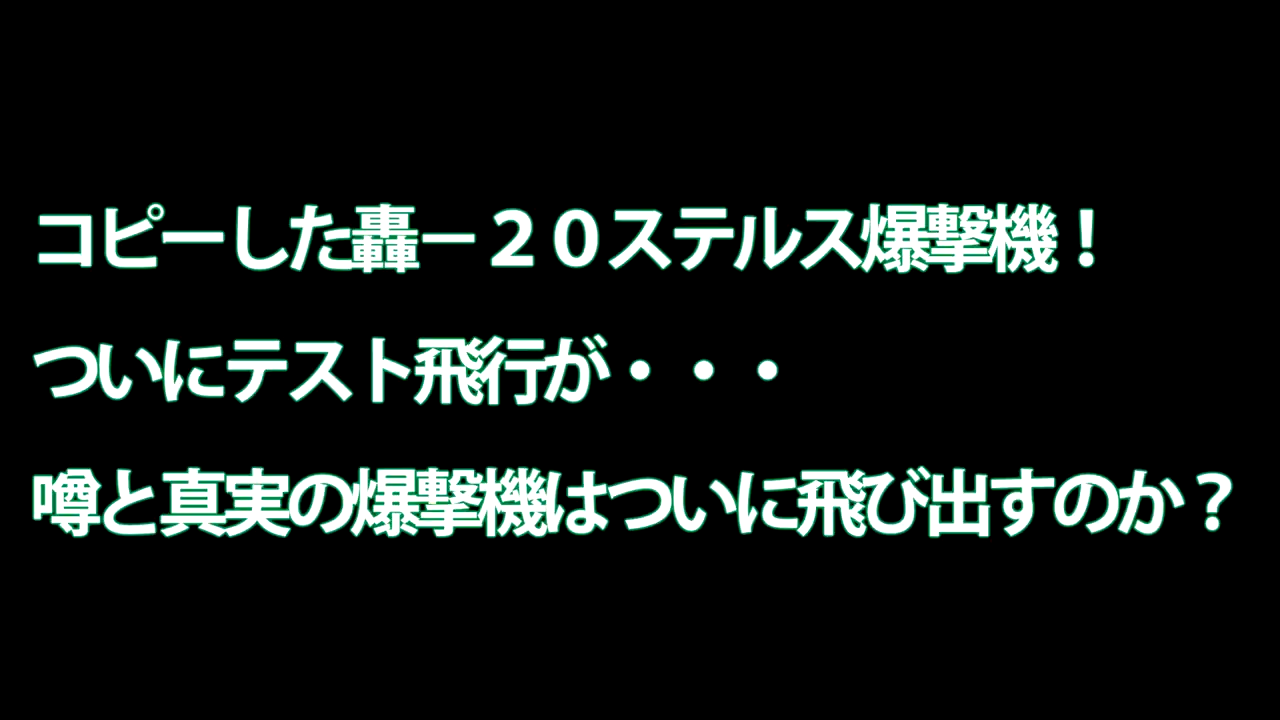 コピーした轟－２０ステルス爆撃機！
ついにテスト飛行が・・・
噂と真実の爆撃機はついに飛び出すのか？